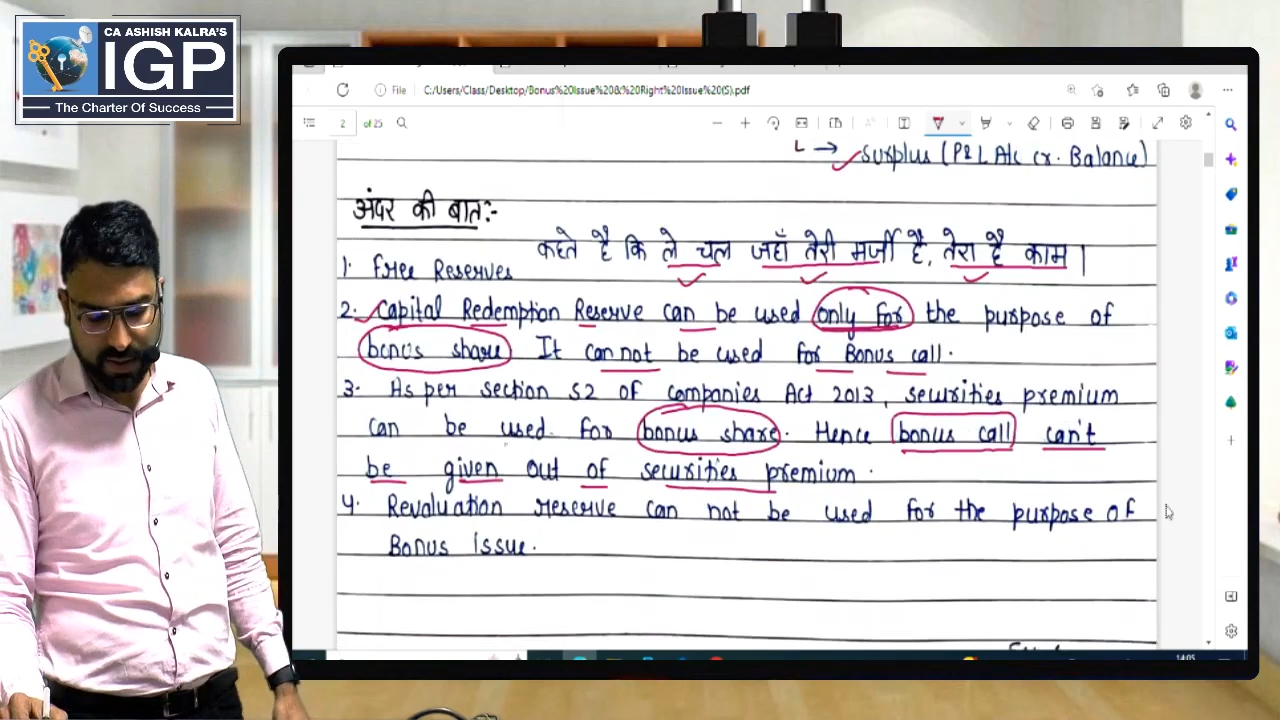 CA ASHISH KALRA'S
IGP
The Charter Of Success
File C:/Users/Class/Desktop/Bonus%20Issue%20&%20Right%20Issue%20(S).pdf
2 of 25
Surplus (P&L A/c cr. Balance)
अंदर की बात:-
कहते है कि ले चल जहाँ तेरी मर्जी है, तेरा है काम।
1. Free Reserves
2. Capital Redemption Reserve can be used only for the purpose of
bonus share It cannot be used for Bonus call.
3. As per section 52 of companies Act 2013, securities premium
can be used for bonus share. Hence bonus call can't
be given out of securities premium.
4. Revaluation reserve can not be used for the purpose of
Bonus issue.
14:05